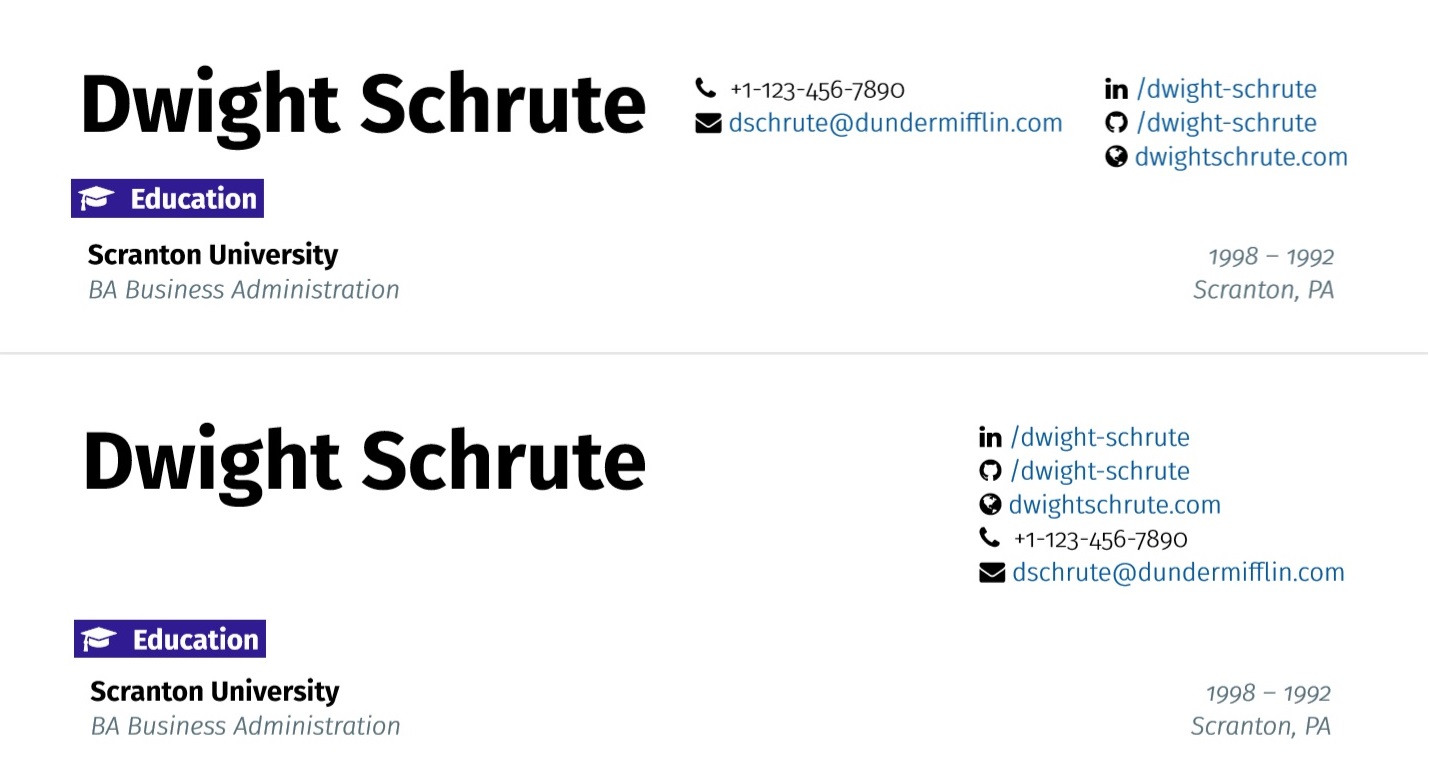 Dwight Schrute
+1-123-456-7890
dschrute@dundermifflin.com
in /dwight-schrute
/dwight-schrute
dwightschrute.com
Education
Scranton University
1998 – 1992
BA Business Administration
Scranton, PA
Dwight Schrute
in /dwight-schrute
/dwight-schrute
dwightschrute.com
+1-123-456-7890
dschrute@dundermifflin.com
Education
Scranton University
1998 – 1992
BA Business Administration
Scranton, PA